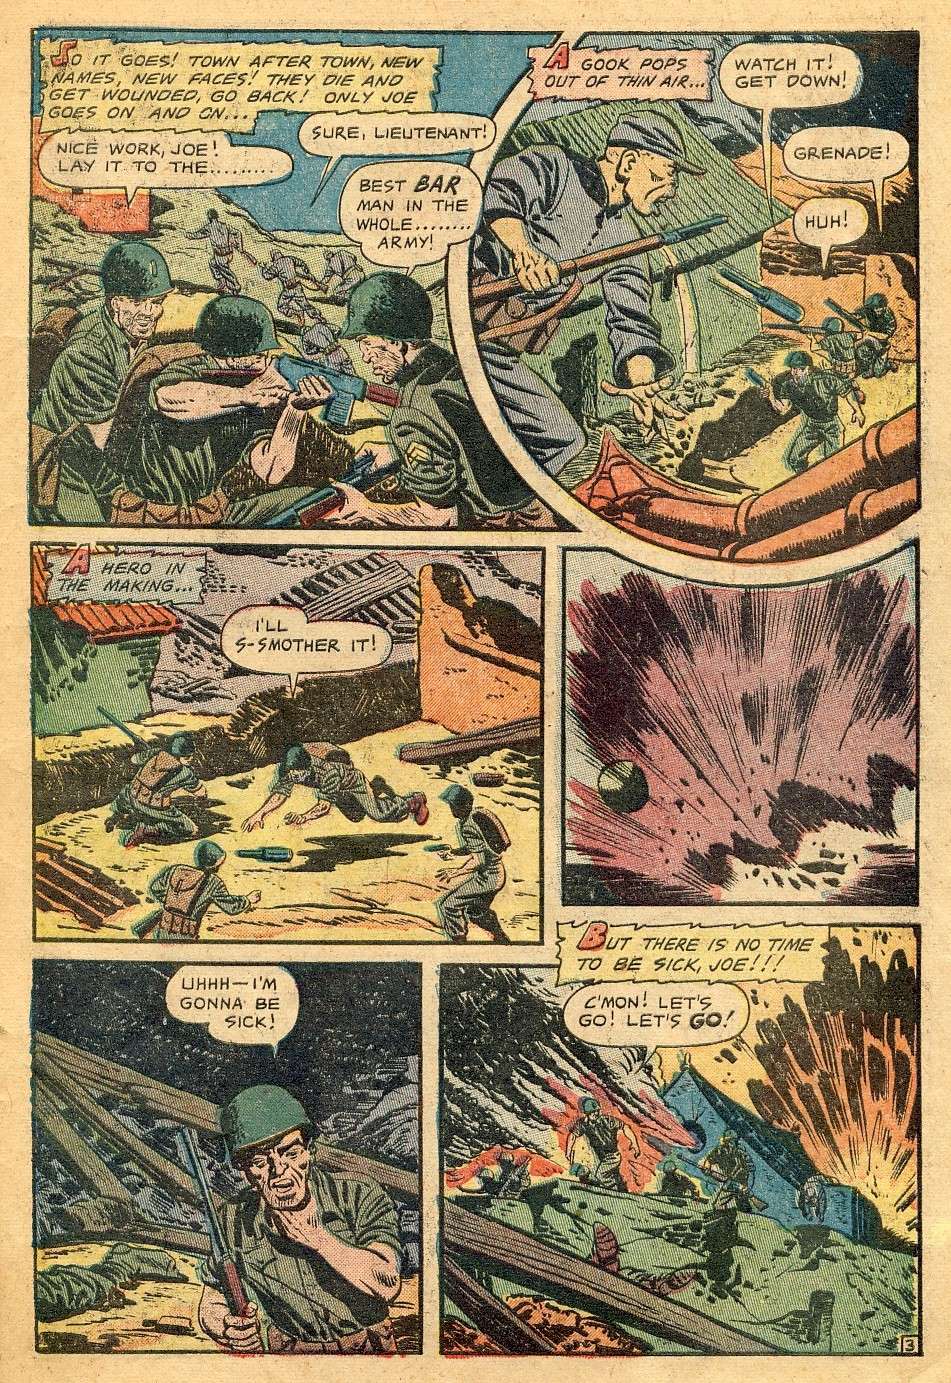 SO IT GOES! TOWN AFTER TOWN, NEW
NAMES, NEW FACES! THEY DIE AND
GET WOUNDED, GO BACK! ONLY JOE
GOES ON AND ON...
NICE WORK, JOE!
LAY IT TO THE.........
SURE, LIEUTENANT!
BEST BAR
MAN IN THE
WHOLE........
ARMY!
A GOOK POPS
OUT OF THIN AIR...
WATCH IT!
GET DOWN!
GRENADE!
HUH!
A HERO IN
THE MAKING...
I'LL
S-SMOTHER IT!
UHHH—I'M
GONNA BE
SICK!
BUT THERE IS NO TIME
TO BE SICK, JOE!!!
C'MON! LET'S
GO! LET'S GO!
3